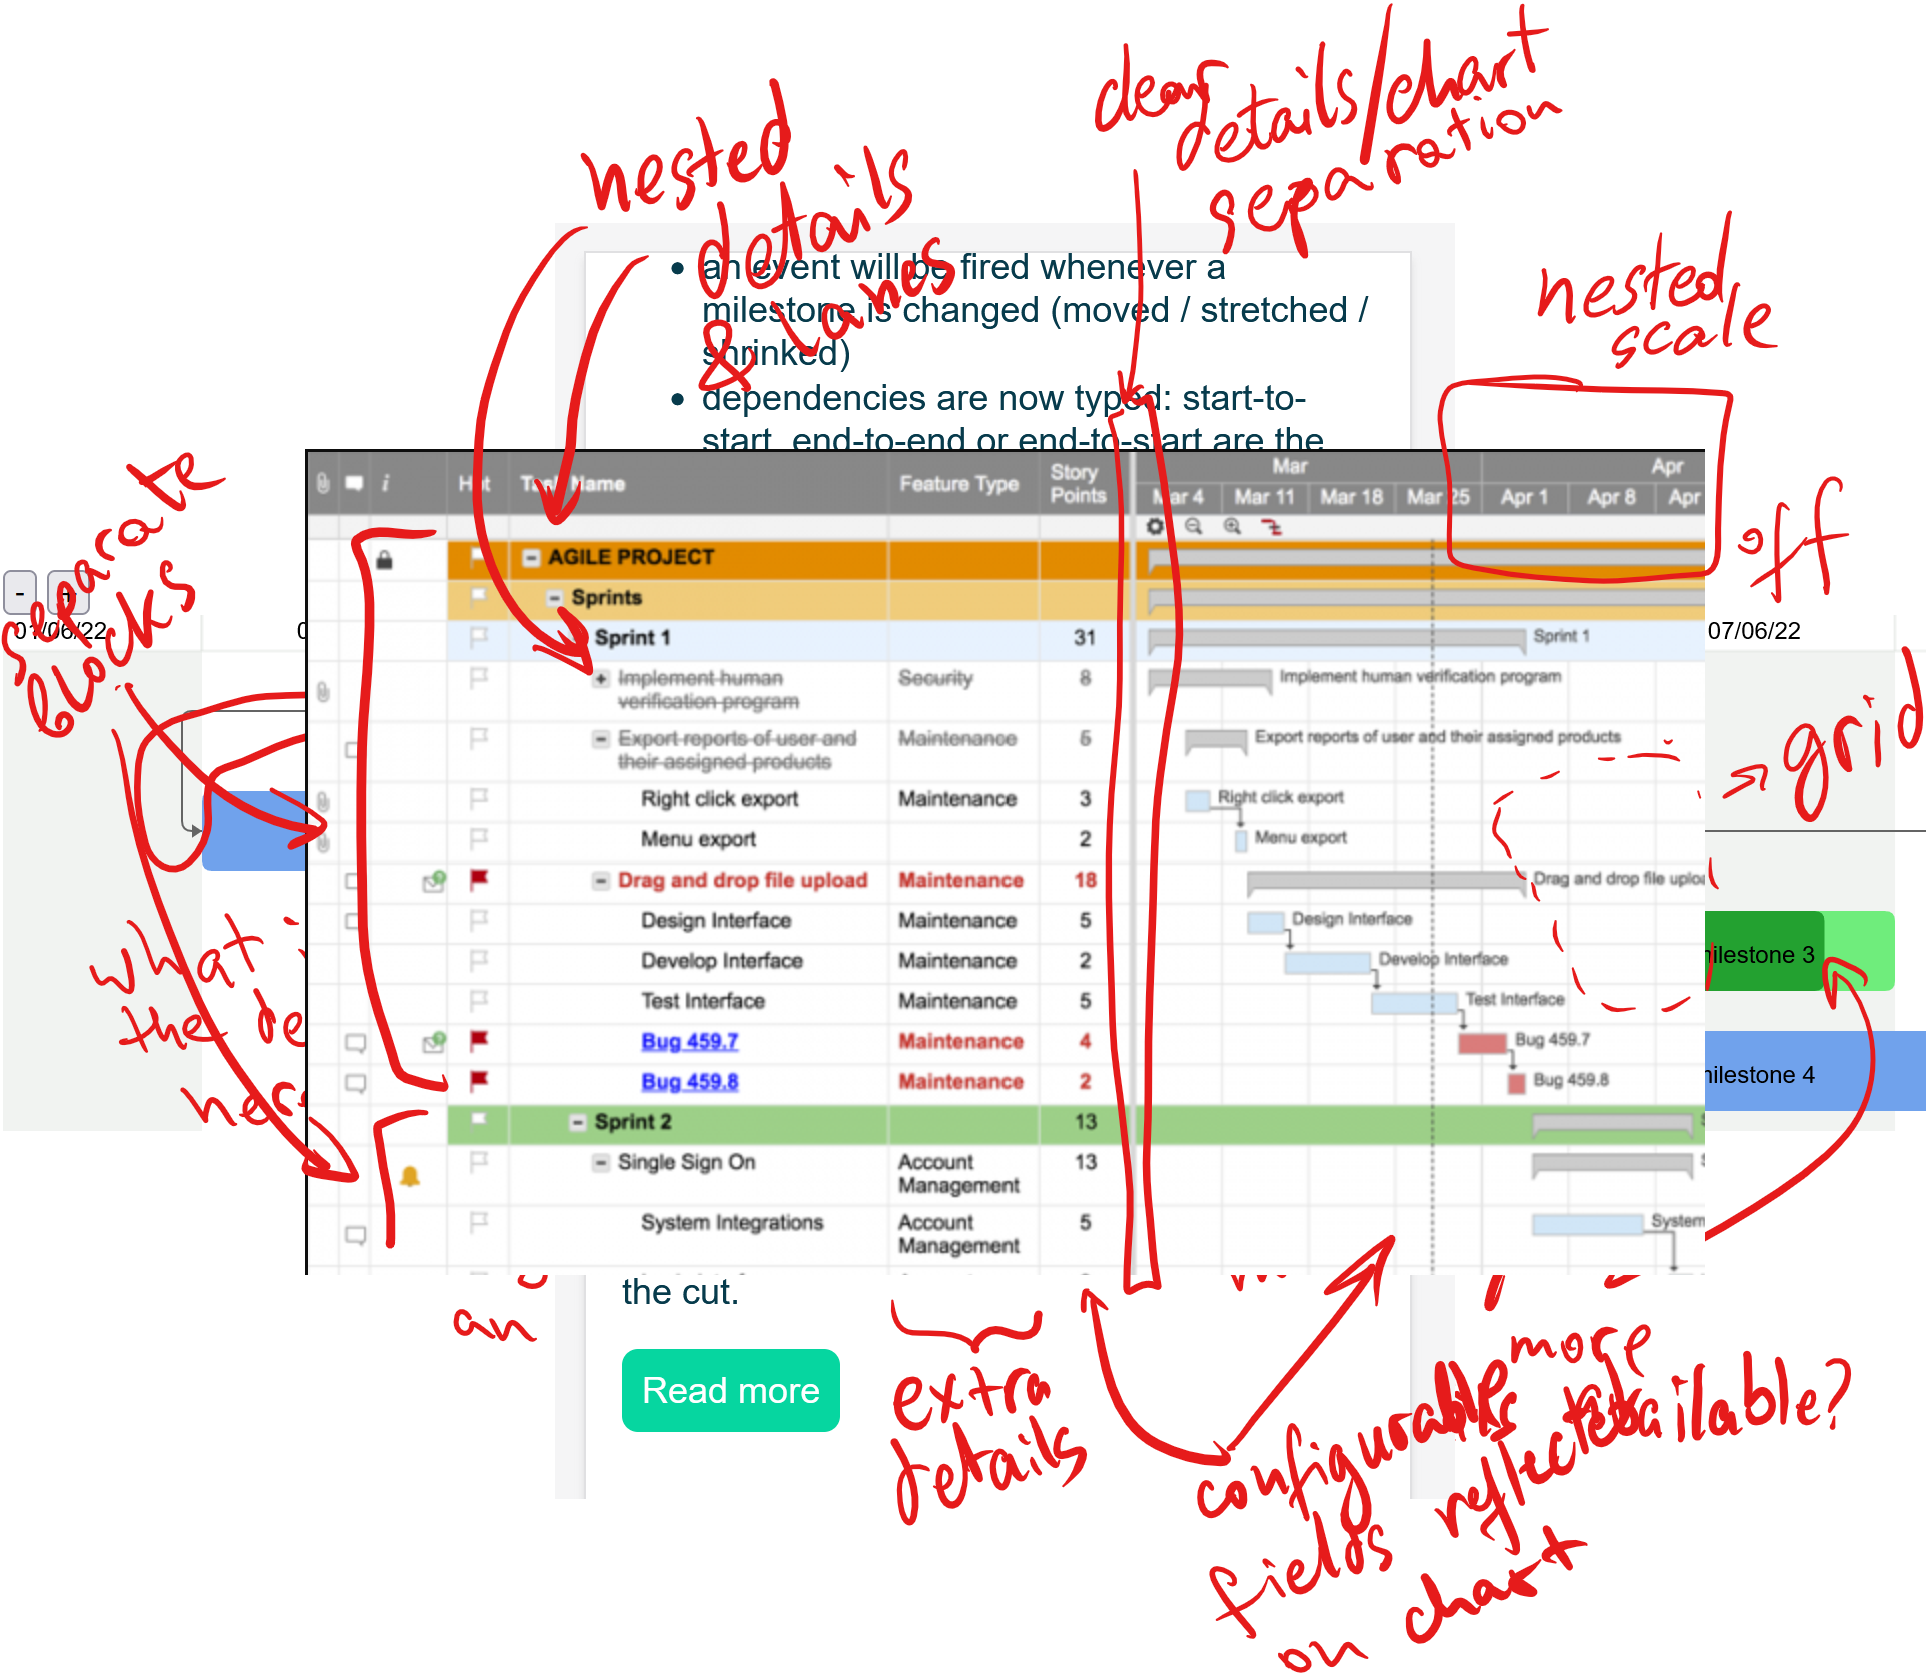 clear
details/chart
separation
nested
details
& lanes
nested
scale
• an event will be fired whenever a
milestone is changed (moved / stretched /
shrinked)
• dependencies are now typed: start-to-
start, end-to-end or end-to-start are the
separate
blocks
off
- +
01/06/22
0
07/06/22
grid
i Hot Task Name Feature Type Story Points
Mar Apr
Mar 4 Mar 11 Mar 18 Mar 25 Apr 1 Apr 8 Apr
AGILE PROJECT
Sprints
Sprint 1 31 Sprint 1
Implement human verification program Security 8 Implement human verification program
Export reports of user and their assigned products Maintenance 5 Export reports of user and their assigned products
Right click export Maintenance 3 Right click export
Menu export Maintenance 2 Menu export
Drag and drop file upload Maintenance 18 Drag and drop file uploa
Design Interface Maintenance 5 Design Interface
Develop Interface Maintenance 2 Develop Interface
Test Interface Maintenance 5 Test Interface
Bug 459.7 Maintenance 4 Bug 459.7
Bug 459.8 Maintenance 2 Bug 459.8
Sprint 2 13
Single Sign On Account Management 13
System Integrations Account Management 5 System
ilestone 3
ilestone 4
what i
the de
her
an
the cut.
Read more
extra
details
more
configurable
fields reflectable
on chart